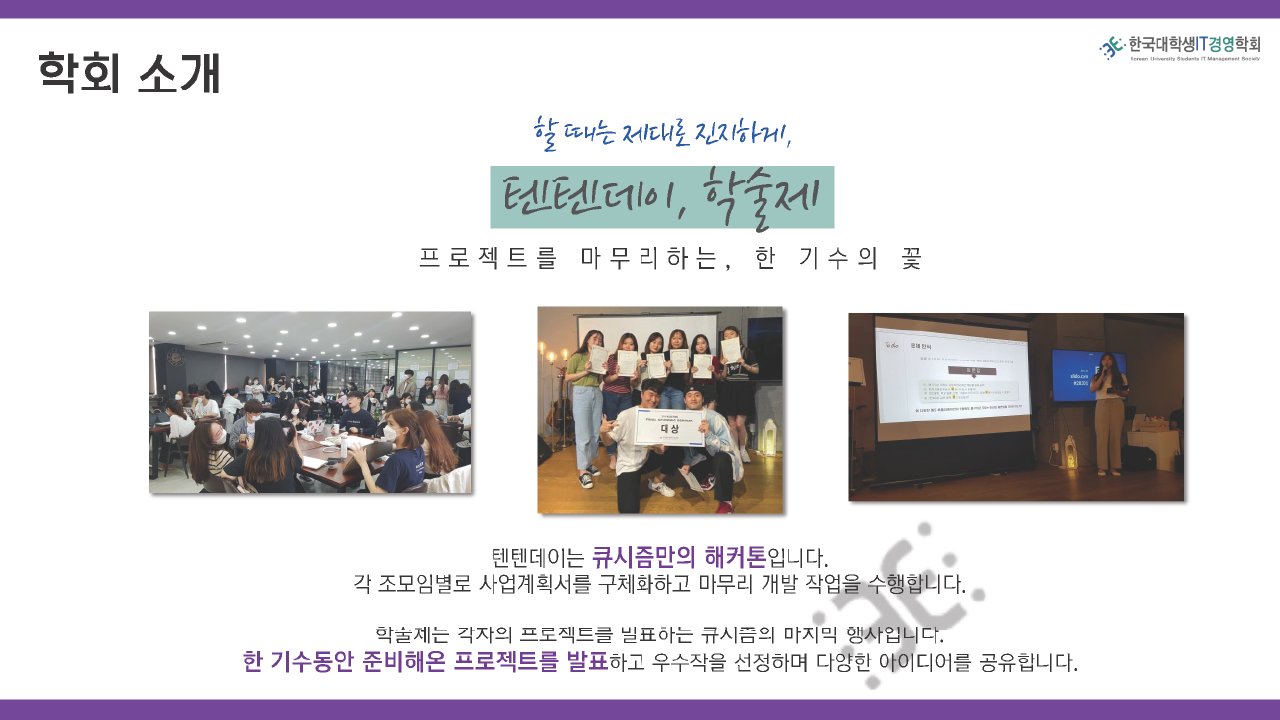 학회 소개
한국대학생IT경영학회
Korean University Students IT Management Society
할 때는 제대로 진지하게,
텐텐데이, 학술제
프로젝트를 마무리하는, 한 기수의 꽃
대상
slido.com
텐텐데이는 큐시즘만의 해커톤입니다.
각 조모임별로 사업계획서를 구체화하고 마무리 개발 작업을 수행합니다.
학술제는 각자의 프로젝트를 발표하는 큐시즘의 마지막 행사입니다.
한 기수동안 준비해온 프로젝트를 발표하고 우수작을 선정하며 다양한 아이디어를 공유합니다.